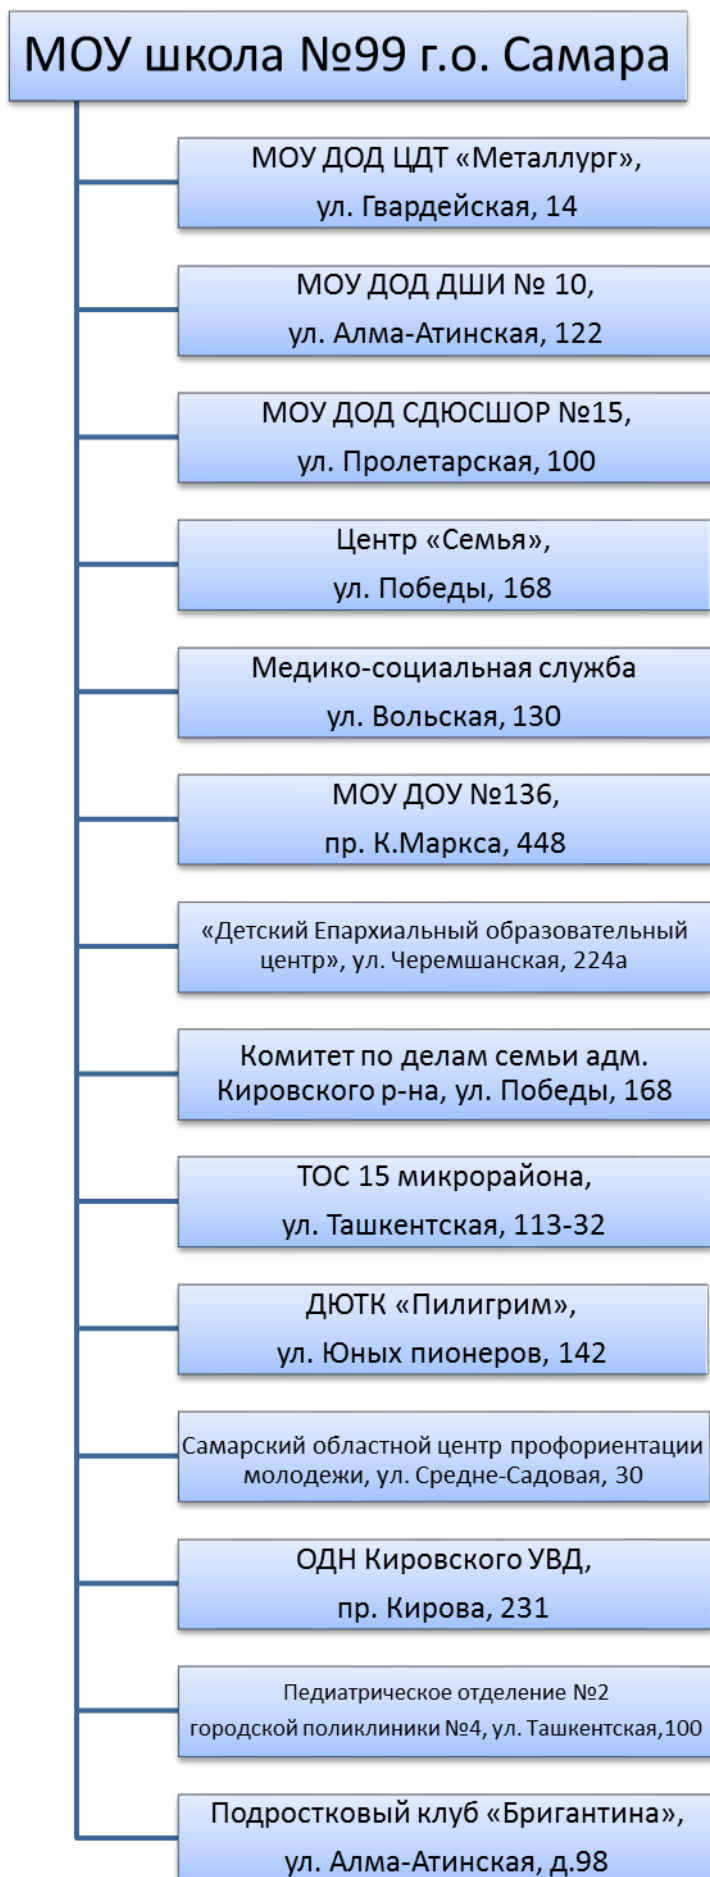 МОУ школа №99 г.о. Самара
МОУ ДОД ЦДТ «Металлург»,
ул. Гвардейская, 14
МОУ ДОД ДШИ № 10,
ул. Алма-Атинская, 122
МОУ ДОД СДЮСШОР №15,
ул. Пролетарская, 100
Центр «Семья»,
ул. Победы, 168
Медико-социальная служба
ул. Вольская, 130
МОУ ДОУ №136,
пр. К.Маркса, 448
«Детский Епархиальный образовательный
центр», ул. Черемшанская, 224а
Комитет по делам семьи адм.
Кировского р-на, ул. Победы, 168
ТОС 15 микрорайона,
ул. Ташкентская, 113-32
ДЮТК «Пилигрим»,
ул. Юных пионеров, 142
Самарский областной центр профориентации
молодежи, ул. Средне-Садовая, 30
ОДН Кировского УВД,
пр. Кирова, 231
Педиатрическое отделение №2
городской поликлиники №4, ул. Ташкентская,100
Подростковый клуб «Бригантина»,
ул. Алма-Атинская, д.98